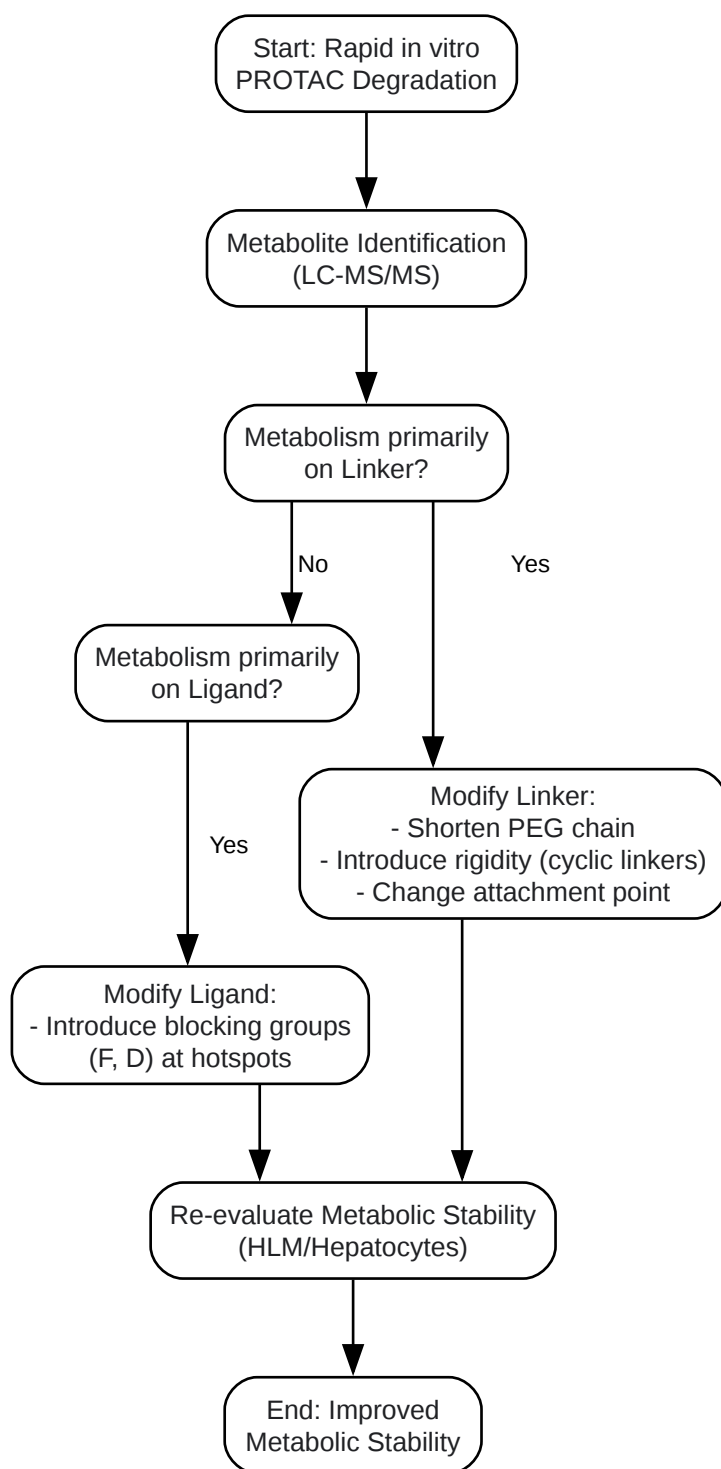 Start: Rapid in vitro
PROTAC Degradation
Metabolite Identification
(LC-MS/MS)
Metabolism primarily
on Linker?
No
Yes
Metabolism primarily
on Ligand?
Modify Linker:
- Shorten PEG chain
- Introduce rigidity (cyclic linkers)
- Change attachment point
Yes
Modify Ligand:
- Introduce blocking groups
(F, D) at hotspots
Re-evaluate Metabolic Stability
(HLM/Hepatocytes)
End: Improved
Metabolic Stability